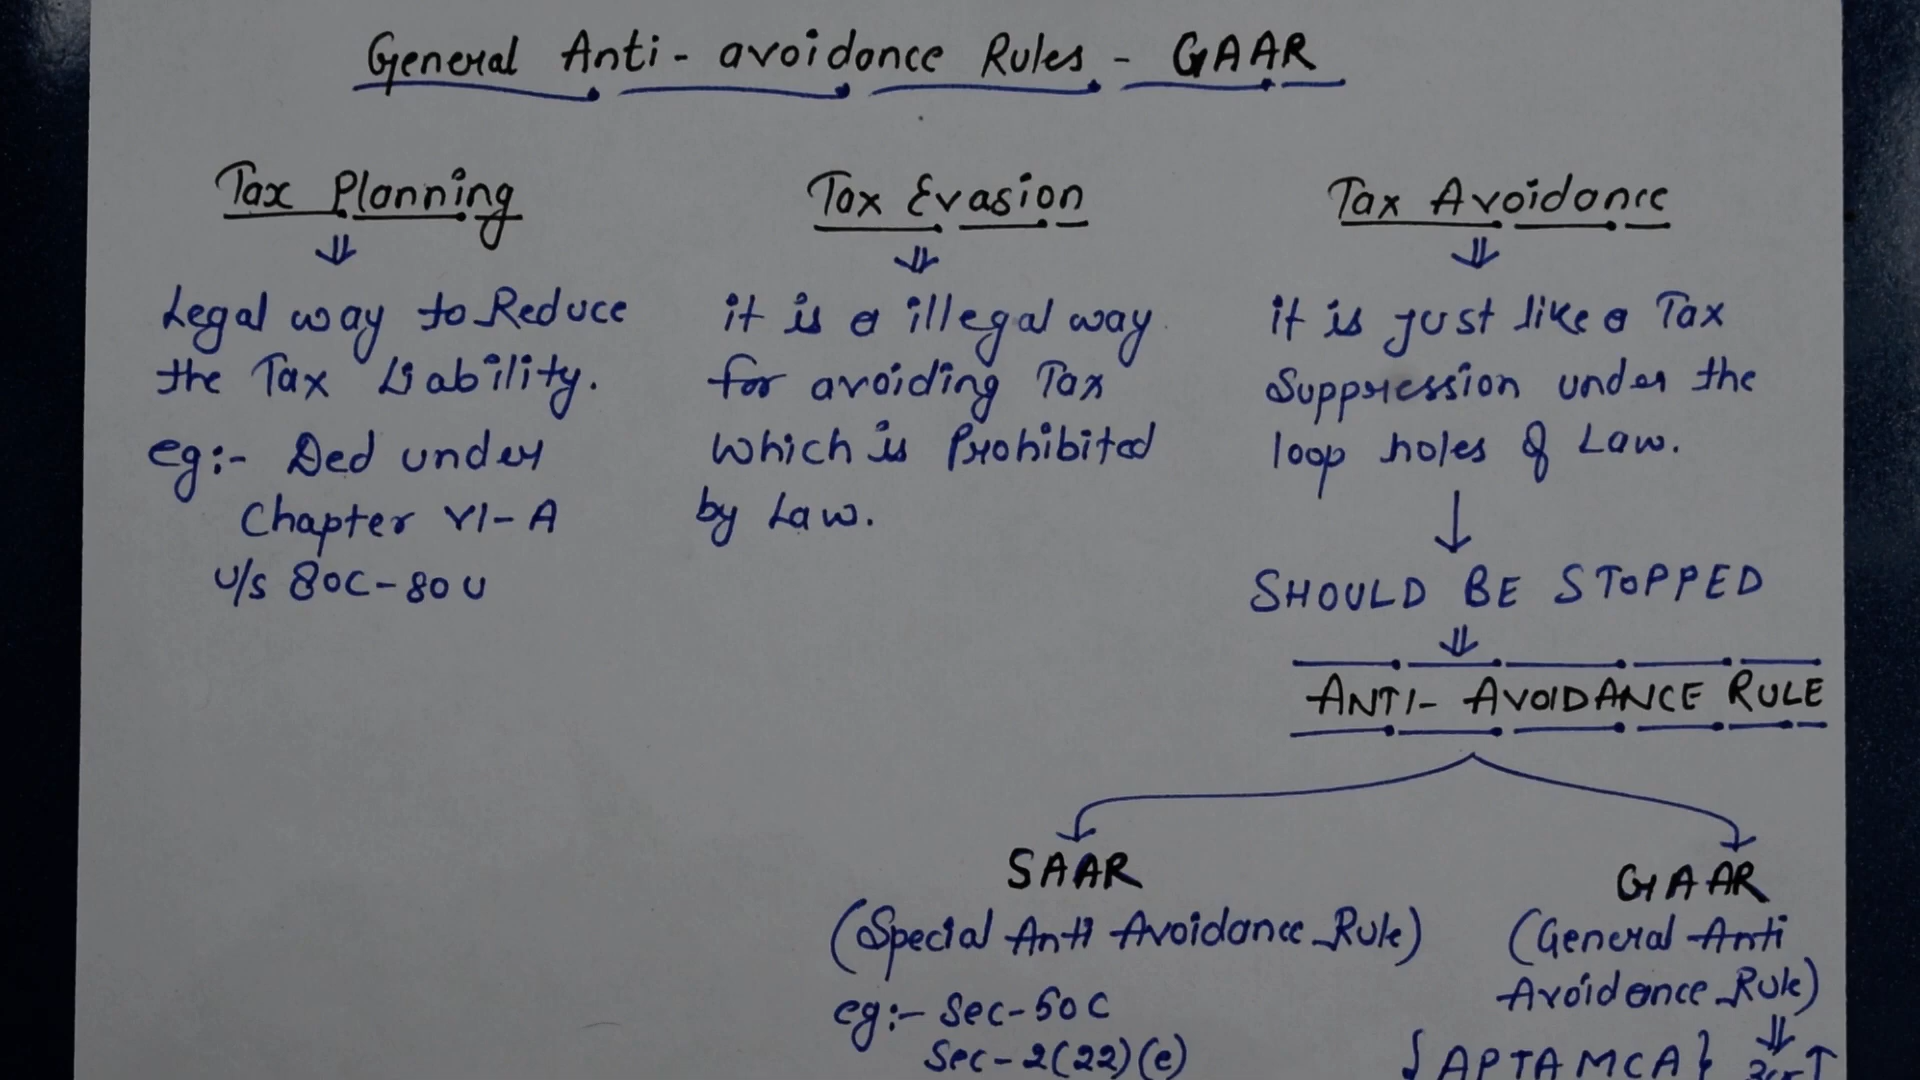 General Anti-avoidance Rules - GAAR
Tax Planning
Legal way to Reduce
the Tax Liability.
eg:- Ded under
Chapter VI-A
U/s 80C-80U
Tax Evasion
it is a illegal way
for avoiding Tax
which is Prohibited
by Law.
Tax Avoidance
it is just like a Tax
Suppression under the
loop holes of Law.
SHOULD BE STOPPED
ANTI-AVOIDANCE RULE
SAAR
(Special Anti Avoidance Rule)
eg:- Sec-50C
Sec-2(22)(e)
GAAR
(General Anti
Avoidance Rule)
{APTAMCA}